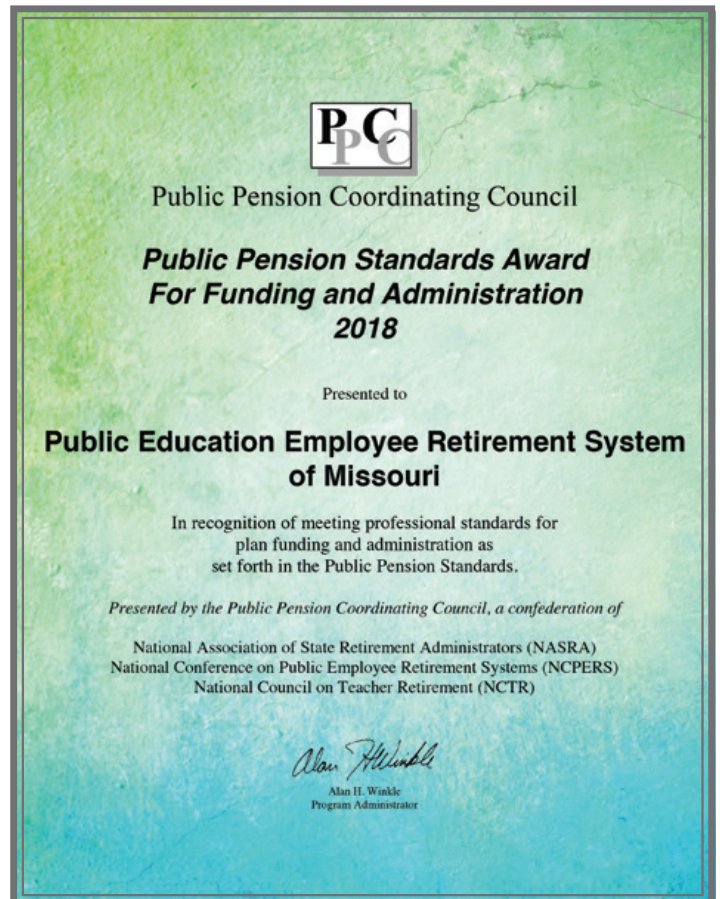 PPCC
Public Pension Coordinating Council
Public Pension Standards Award
For Funding and Administration
2018
Presented to
Public Education Employee Retirement System
of Missouri
In recognition of meeting professional standards for
plan funding and administration as
set forth in the Public Pension Standards.
Presented by the Public Pension Coordinating Council, a confederation of
National Association of State Retirement Administrators (NASRA)
National Conference on Public Employee Retirement Systems (NCPERS)
National Council on Teacher Retirement (NCTR)
Alan H Winkle
Alan H. Winkle
Program Administrator